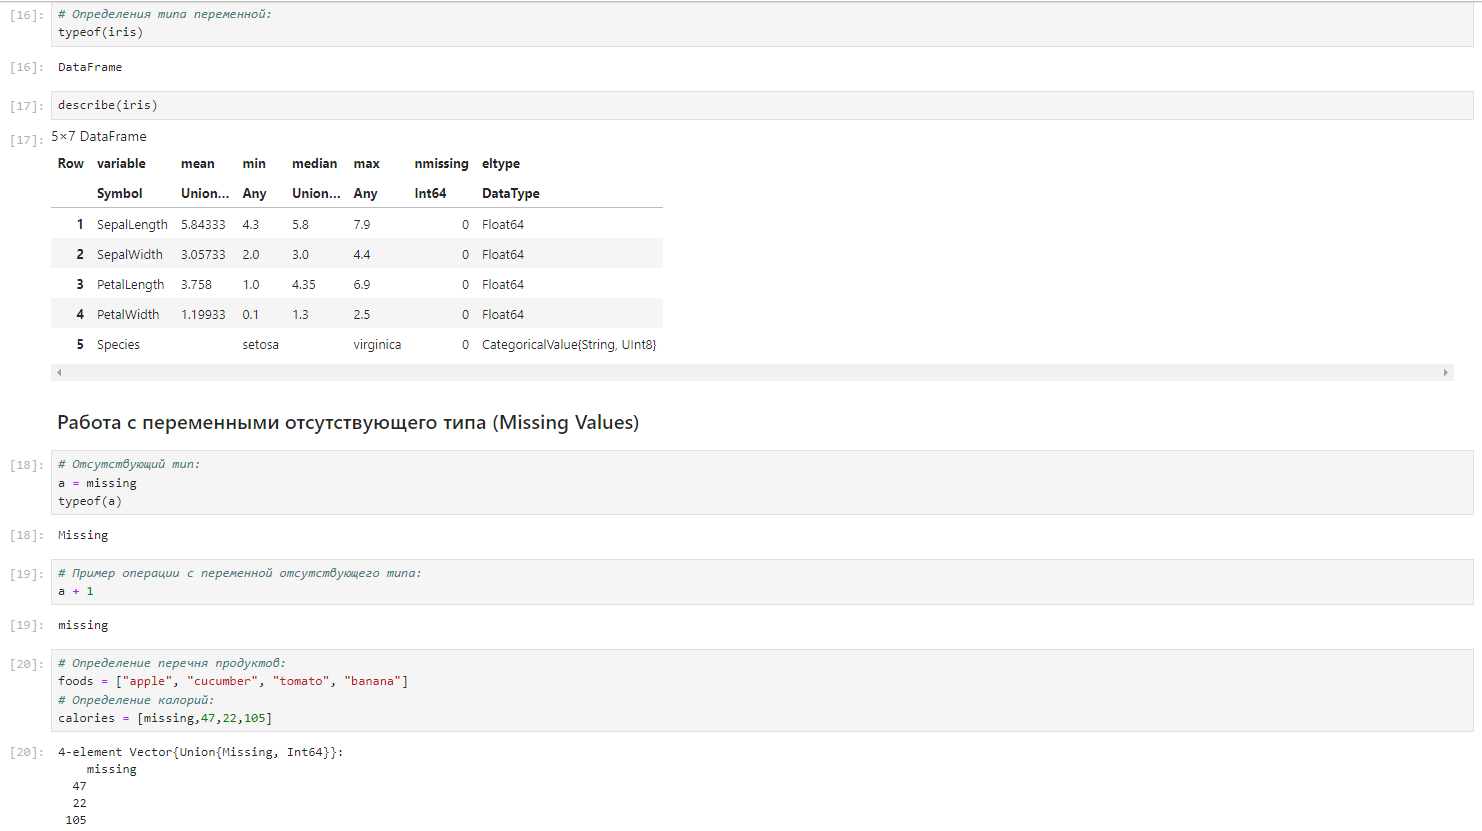 [16]: # Определения типа переменной:
typeof(iris)
[16]: DataFrame
[17]: describe(iris)
[17]: 5×7 DataFrame
Row variable mean min median max nmissing eltype
Symbol Union... Any Union... Any Int64 DataType
1 SepalLength 5.84333 4.3 5.8 7.9 0 Float64
2 SepalWidth 3.05733 2.0 3.0 4.4 0 Float64
3 PetalLength 3.758 1.0 4.35 6.9 0 Float64
4 PetalWidth 1.19933 0.1 1.3 2.5 0 Float64
5 Species setosa virginica 0 CategoricalValue{String, UInt8}
Работа с переменными отсутствующего типа (Missing Values)
[18]: # Отсутствующий тип:
a = missing
typeof(a)
[18]: Missing
[19]: # Пример операции с переменной отсутствующего типа:
a + 1
[19]: missing
[20]: # Определение перечня продуктов:
foods = ["apple", "cucumber", "tomato", "banana"]
# Определение калорий:
calories = [missing,47,22,105]
[20]: 4-element Vector{Union{Missing, Int64}}:
missing
47
22
105